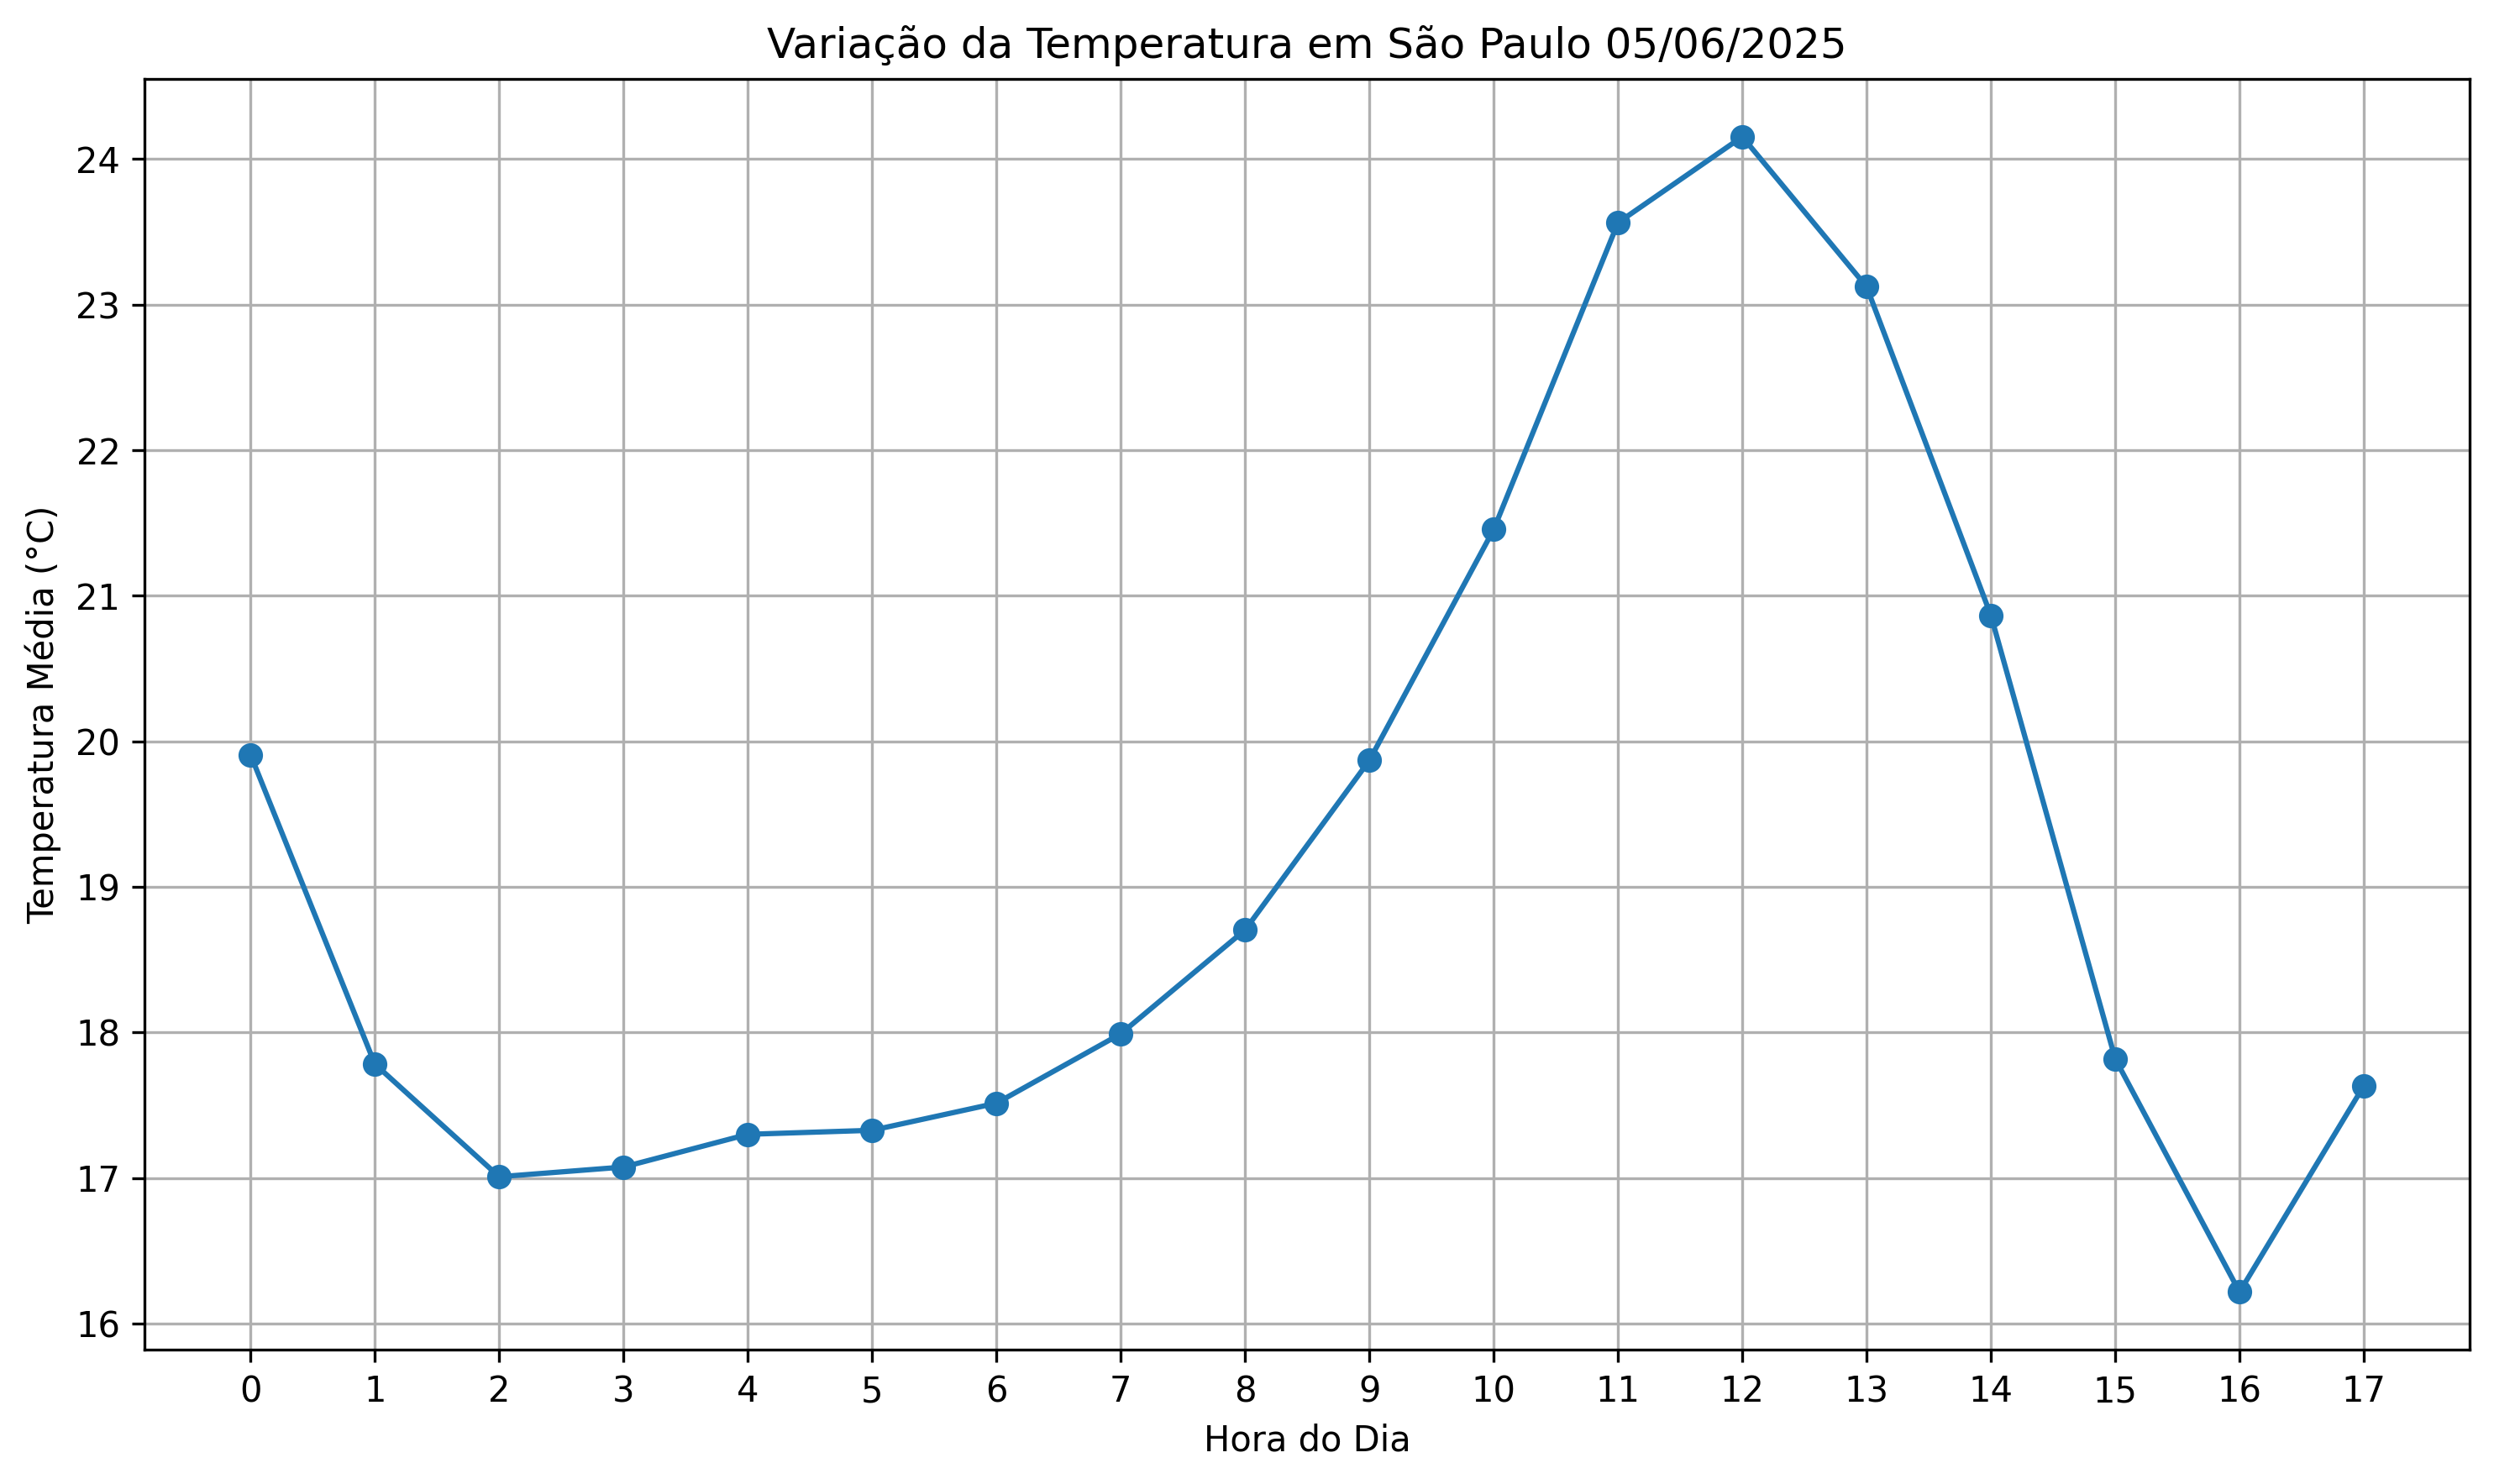 Variação da Temperatura em São Paulo 05/06/2025
Temperatura Média (°C)
24
23
22
21
20
19
18
17
16
0 1 2 3 4 5 6 7 8 9 10 11 12 13 14 15 16 17
Hora do Dia